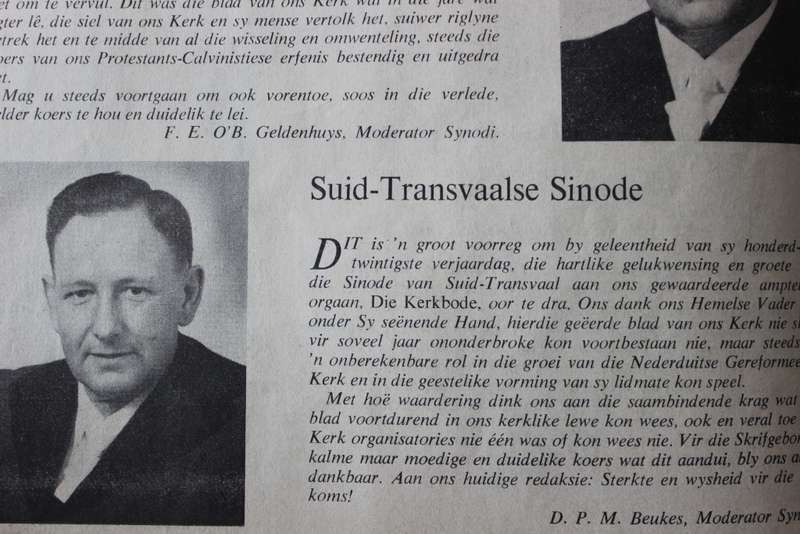 om te vervul. Dit was die blad van ons Kerk wat in die jare wat
lê, die siel van ons Kerk en sy mense vertolk het, suiwer riglyne
het en te midde van al die wisseling en omwenteling, steeds die
van ons Protestants-Calvinistiese erfenis bestendig en uitgedra
Mag u steeds voortgaan om ook vorentoe, soos in die verlede,
koers te hou en duidelik te lei.
F. E. O'B. Geldenhuys, Moderator Synodi.
Suid-Transvaalse Sinode
DIT is 'n groot voorreg om by geleentheid van sy honderd-
twintigste verjaardag, die hartlike gelukwensing en groete
die Sinode van Suid-Transvaal aan ons gewaardeerde
orgaan, Die Kerkbode, oor te dra. Ons dank ons Hemelse Vader
onder Sy seënende Hand, hierdie geëerde blad van ons Kerk nie
vir soveel jaar ononderbroke kon voortbestaan nie, maar steeds
'n onberekenbare rol in die groei van die Nederduitse
Kerk en in die geestelike vorming van sy lidmate kon speel.
Met hoë waardering dink ons aan die saambindende krag wat
blad voortdurend in ons kerklike lewe kon wees, ook en veral toe
Kerk organisatories nie één was of kon wees nie. Vir die
kalme maar moedige en duidelike koers wat dit aandui, bly ons
dankbaar. Aan ons huidige redaksie: Sterkte en wysheid vir die
koms!
D. P. M. Beukes, Moderator